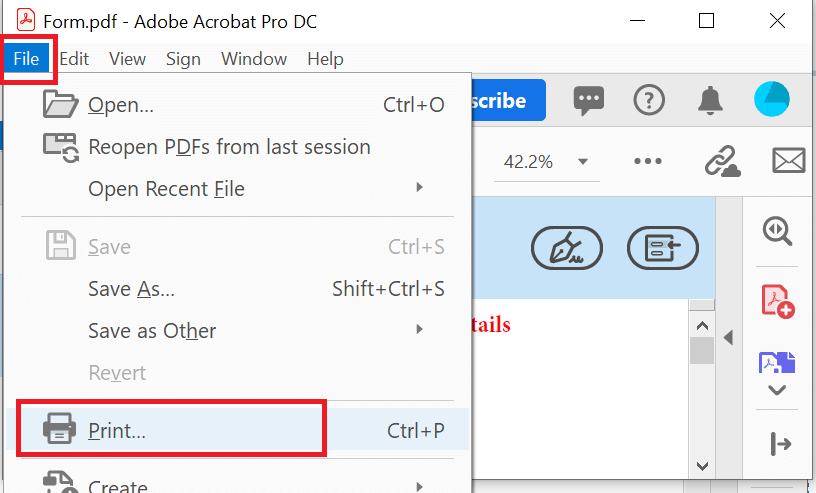 Form.pdf - Adobe Acrobat Pro DC
File Edit View Sign Window Help
Open... Ctrl+O
Reopen PDFs from last session
Open Recent File
Save Ctrl+S
Save As... Shift+Ctrl+S
Save as Other
Revert
Print... Ctrl+P
Create
scribe
42.2%
tails